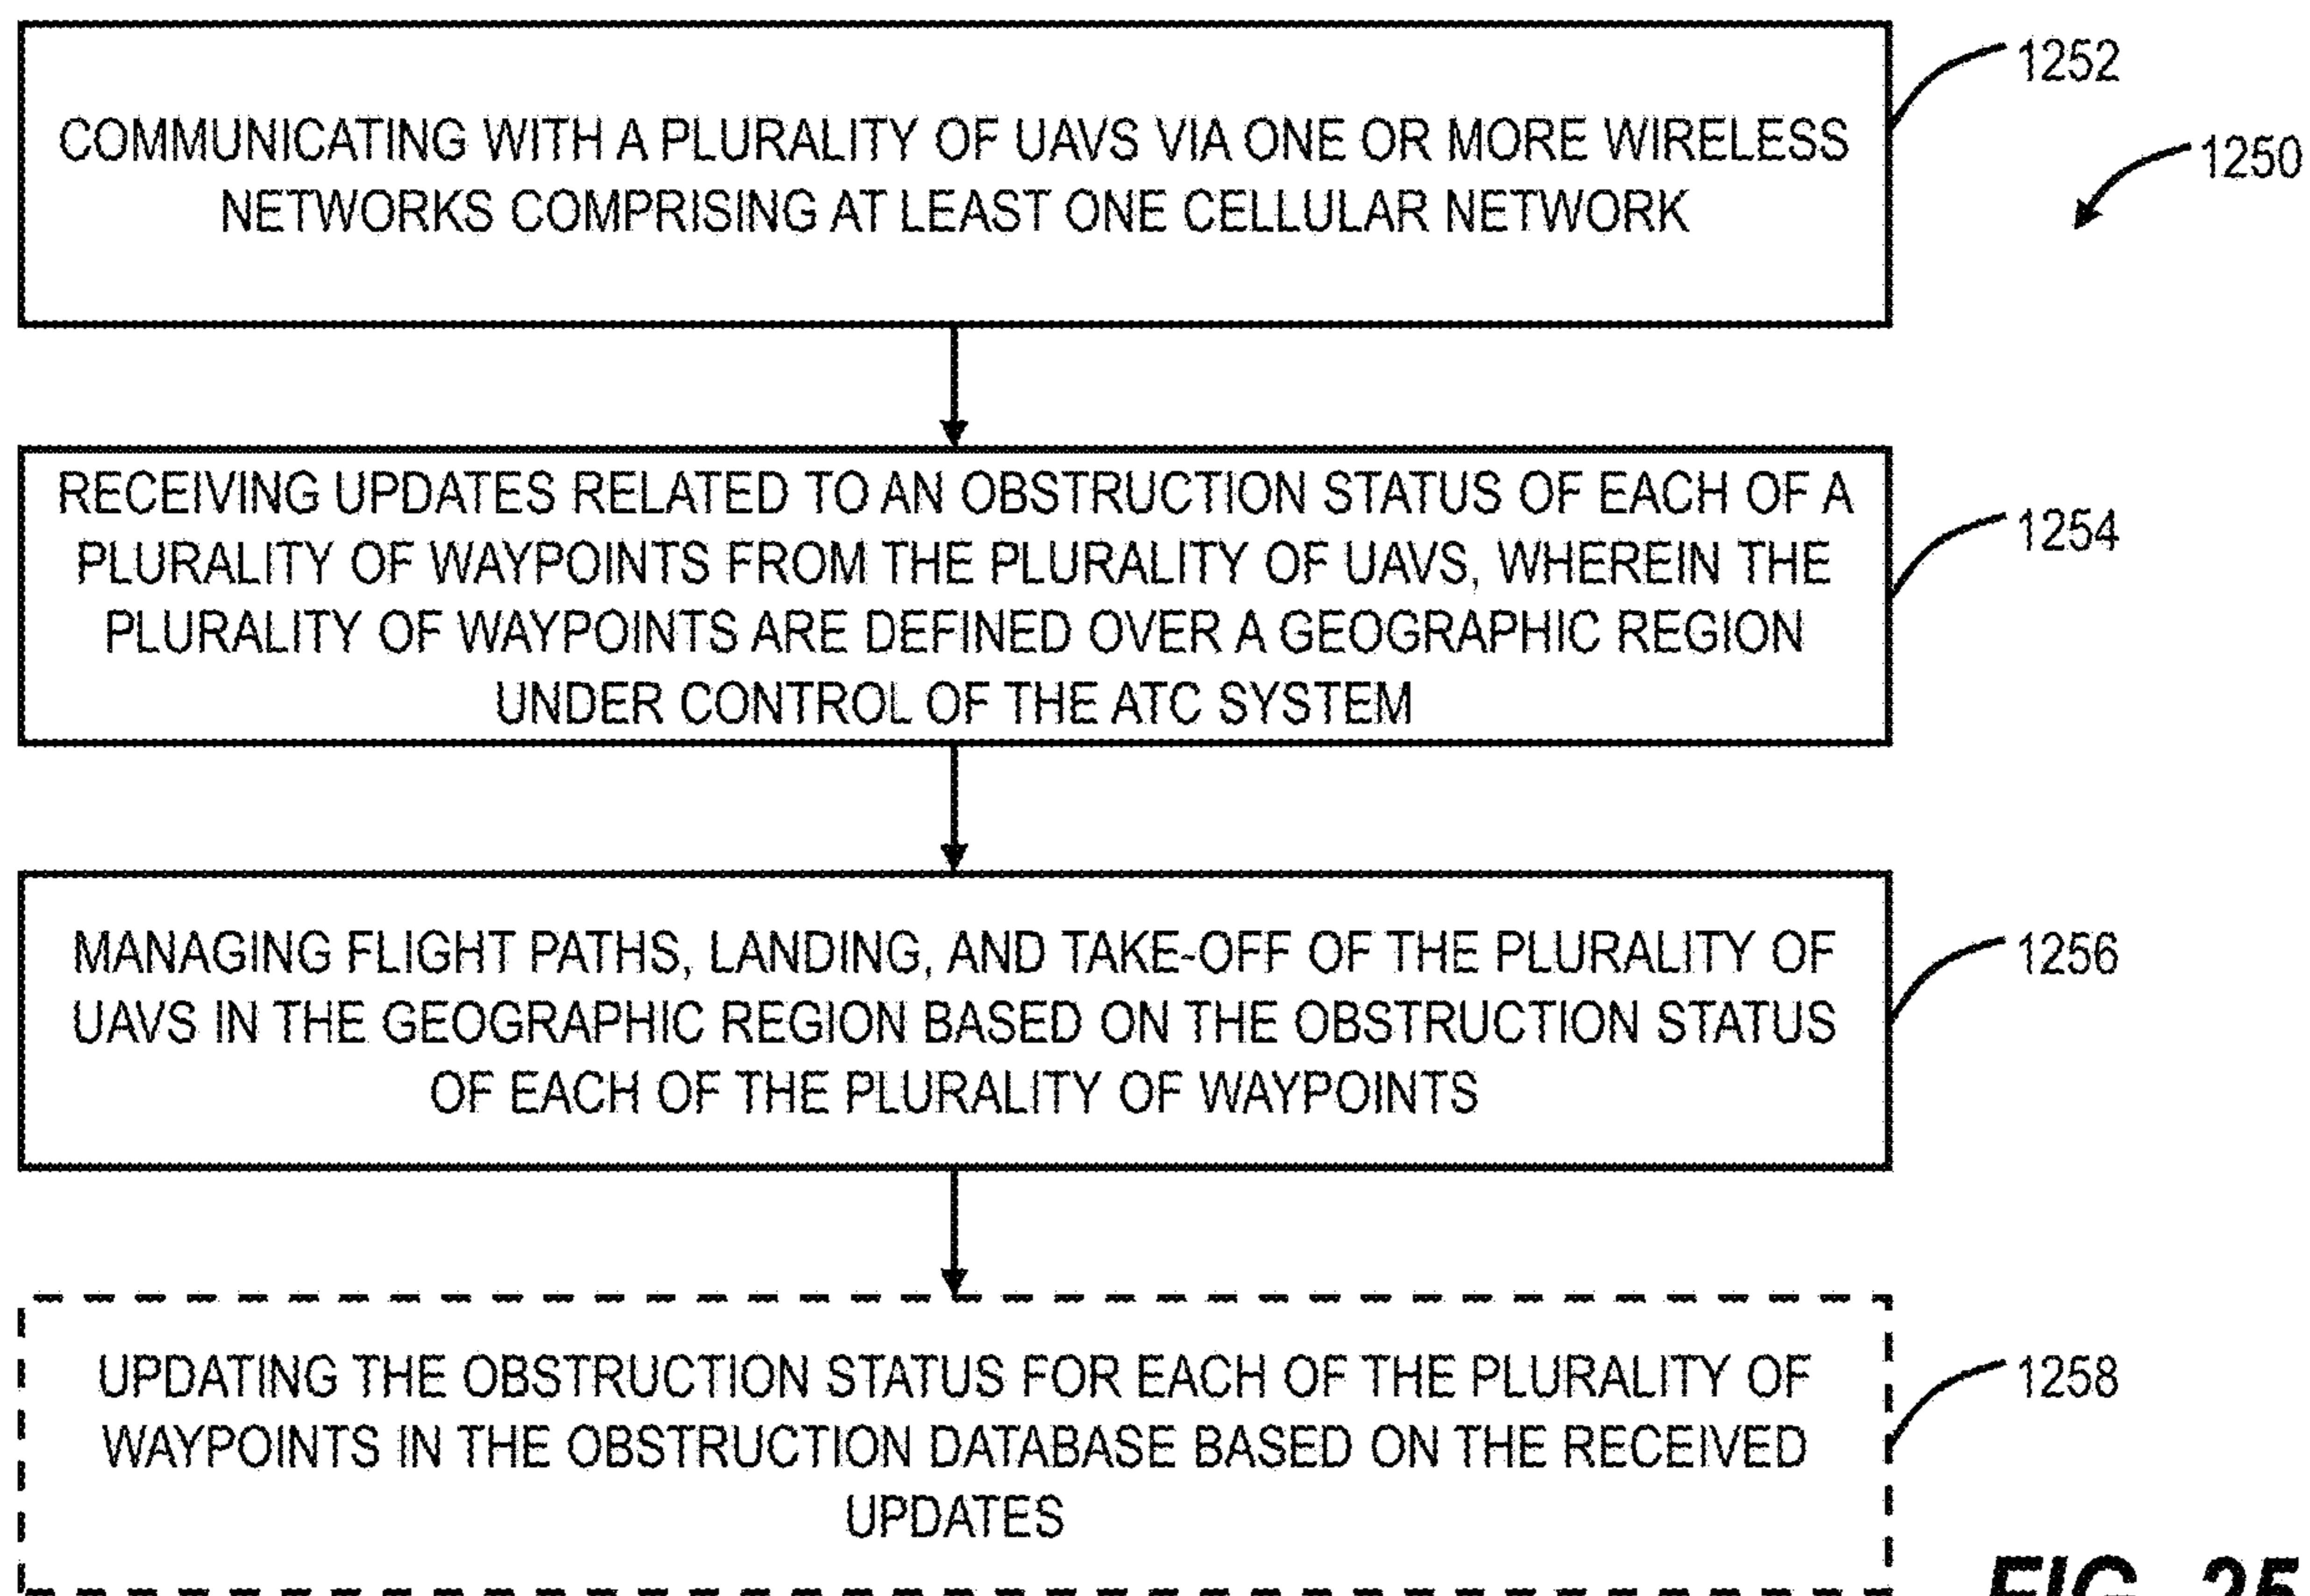 COMMUNICATING WITH A PLURALITY OF UAVS VIA ONE OR MORE WIRELESS
NETWORKS COMPRISING AT LEAST ONE CELLULAR NETWORK
1252
1250
RECEIVING UPDATES RELATED TO AN OBSTRUCTION STATUS OF EACH OF A
PLURALITY OF WAYPOINTS FROM THE PLURALITY OF UAVS, WHEREIN THE
PLURALITY OF WAYPOINTS ARE DEFINED OVER A GEOGRAPHIC REGION
UNDER CONTROL OF THE ATC SYSTEM
1254
MANAGING FLIGHT PATHS, LANDING, AND TAKE-OFF OF THE PLURALITY OF
UAVS IN THE GEOGRAPHIC REGION BASED ON THE OBSTRUCTION STATUS
OF EACH OF THE PLURALITY OF WAYPOINTS
1256
UPDATING THE OBSTRUCTION STATUS FOR EACH OF THE PLURALITY OF
WAYPOINTS IN THE OBSTRUCTION DATABASE BASED ON THE RECEIVED
UPDATES
1258
FIG. 25